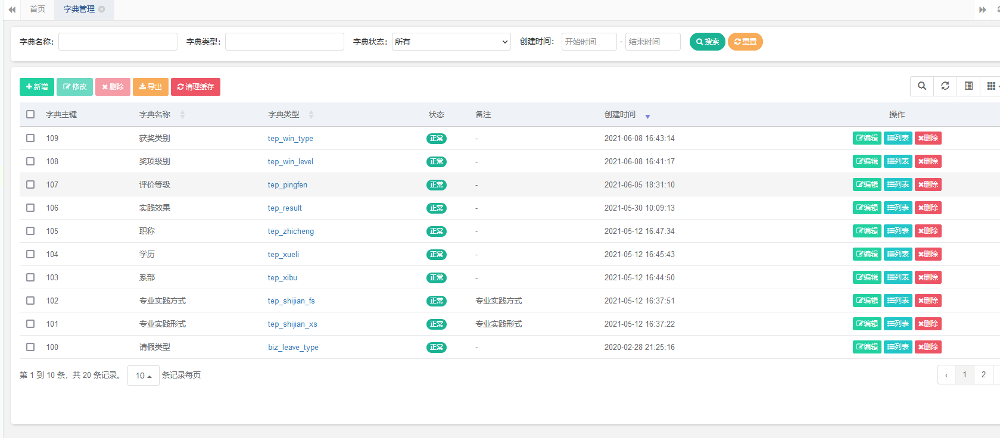 首页 字典管理
字典名称： 字典类型： 字典状态： 所有 创建时间： 开始时间 - 结束时间 搜索 重置
新增 修改 删除 导出 清理缓存
字典主键 字典名称 字典类型 状态 备注 创建时间 操作
109 获奖类别 tep_win_type 正常 - 2021-06-08 16:43:14 编辑 列表 删除
108 奖项级别 tep_win_level 正常 - 2021-06-08 16:41:17 编辑 列表 删除
107 评价等级 tep_pingfen 正常 - 2021-06-05 18:31:10 编辑 列表 删除
106 实践效果 tep_result 正常 - 2021-05-30 10:09:13 编辑 列表 删除
105 职称 tep_zhicheng 正常 - 2021-05-12 16:47:34 编辑 列表 删除
104 学历 tep_xueli 正常 - 2021-05-12 16:45:43 编辑 列表 删除
103 系部 tep_xibu 正常 - 2021-05-12 16:44:50 编辑 列表 删除
102 专业实践方式 tep_shijian_fs 正常 专业实践方式 2021-05-12 16:37:51 编辑 列表 删除
101 专业实践形式 tep_shijian_xs 正常 专业实践形式 2021-05-12 16:37:22 编辑 列表 删除
100 请假类型 biz_leave_type 正常 - 2020-02-28 21:25:16 编辑 列表 删除
第 1 到 10 条，共 20 条记录。 10 条记录每页 ‹ 1 2